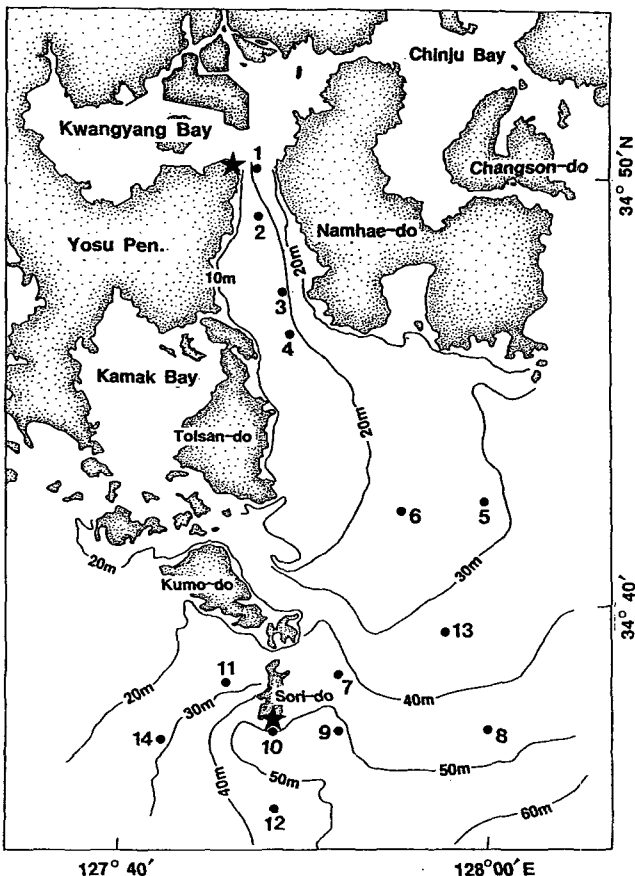 Chinju Bay
Kwangyang Bay
Changson-do
34° 50' N
1
2
Yosu Pen.
Namhae-do
10m
20m
3
4
Kamak Bay
20m
Tolsan-do
6
5
20m
30m
Kumo-do
34° 40'
13
11
7
20m
30m
Sori-do
40m
14
10
9
8
40m
50m
50m
12
60m
127° 40'
128° 00' E